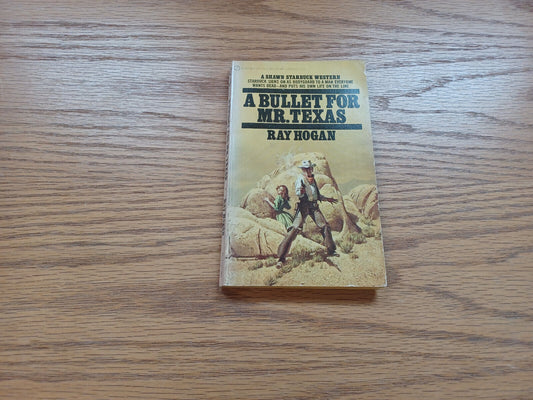 A SHAWN STARBUCK WESTERN
STARBUCK SIGNS ON AS BODYGUARD TO A MAN EVERYONE
WANTS DEAD—AND PUTS HIS OWN LIFE ON THE LINE
A BULLET FOR
MR. TEXAS
RAY HOGAN